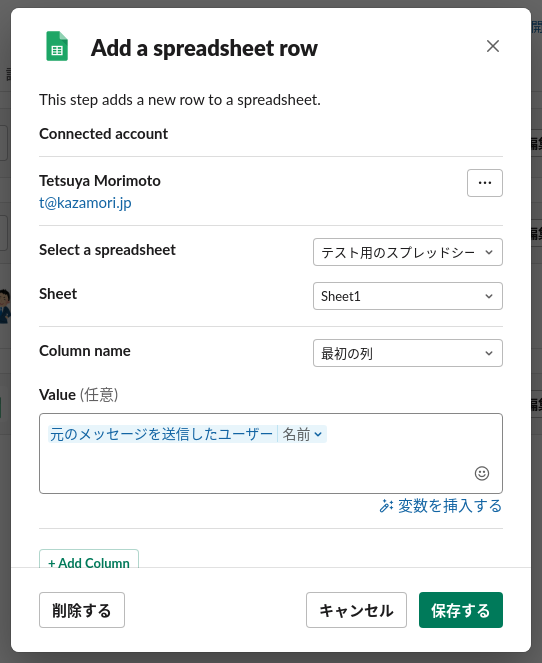 Add a spreadsheet row
This step adds a new row to a spreadsheet.
Connected account
Tetsuya Morimoto
t@kazamori.jp
Select a spreadsheet
テスト用のスプレッドシー
Sheet
Sheet1
Column name
最初の列
Value (任意)
元のメッセージを送信したユーザー 名前
変数を挿入する
+ Add Column
削除する
キャンセル
保存する